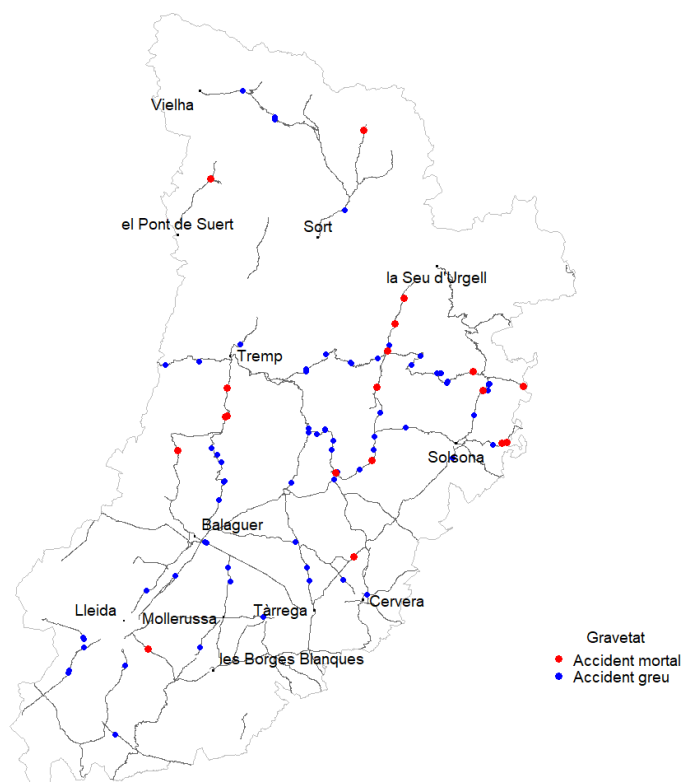 Vielha
el Pont de Suert
Sort
la Seu d'Urgell
Tremp
Solsona
Balaguer
Lleida
Mollerussa
Tàrrega
Cervera
les Borges Blanques
Gravetat
Accident mortal
Accident greu